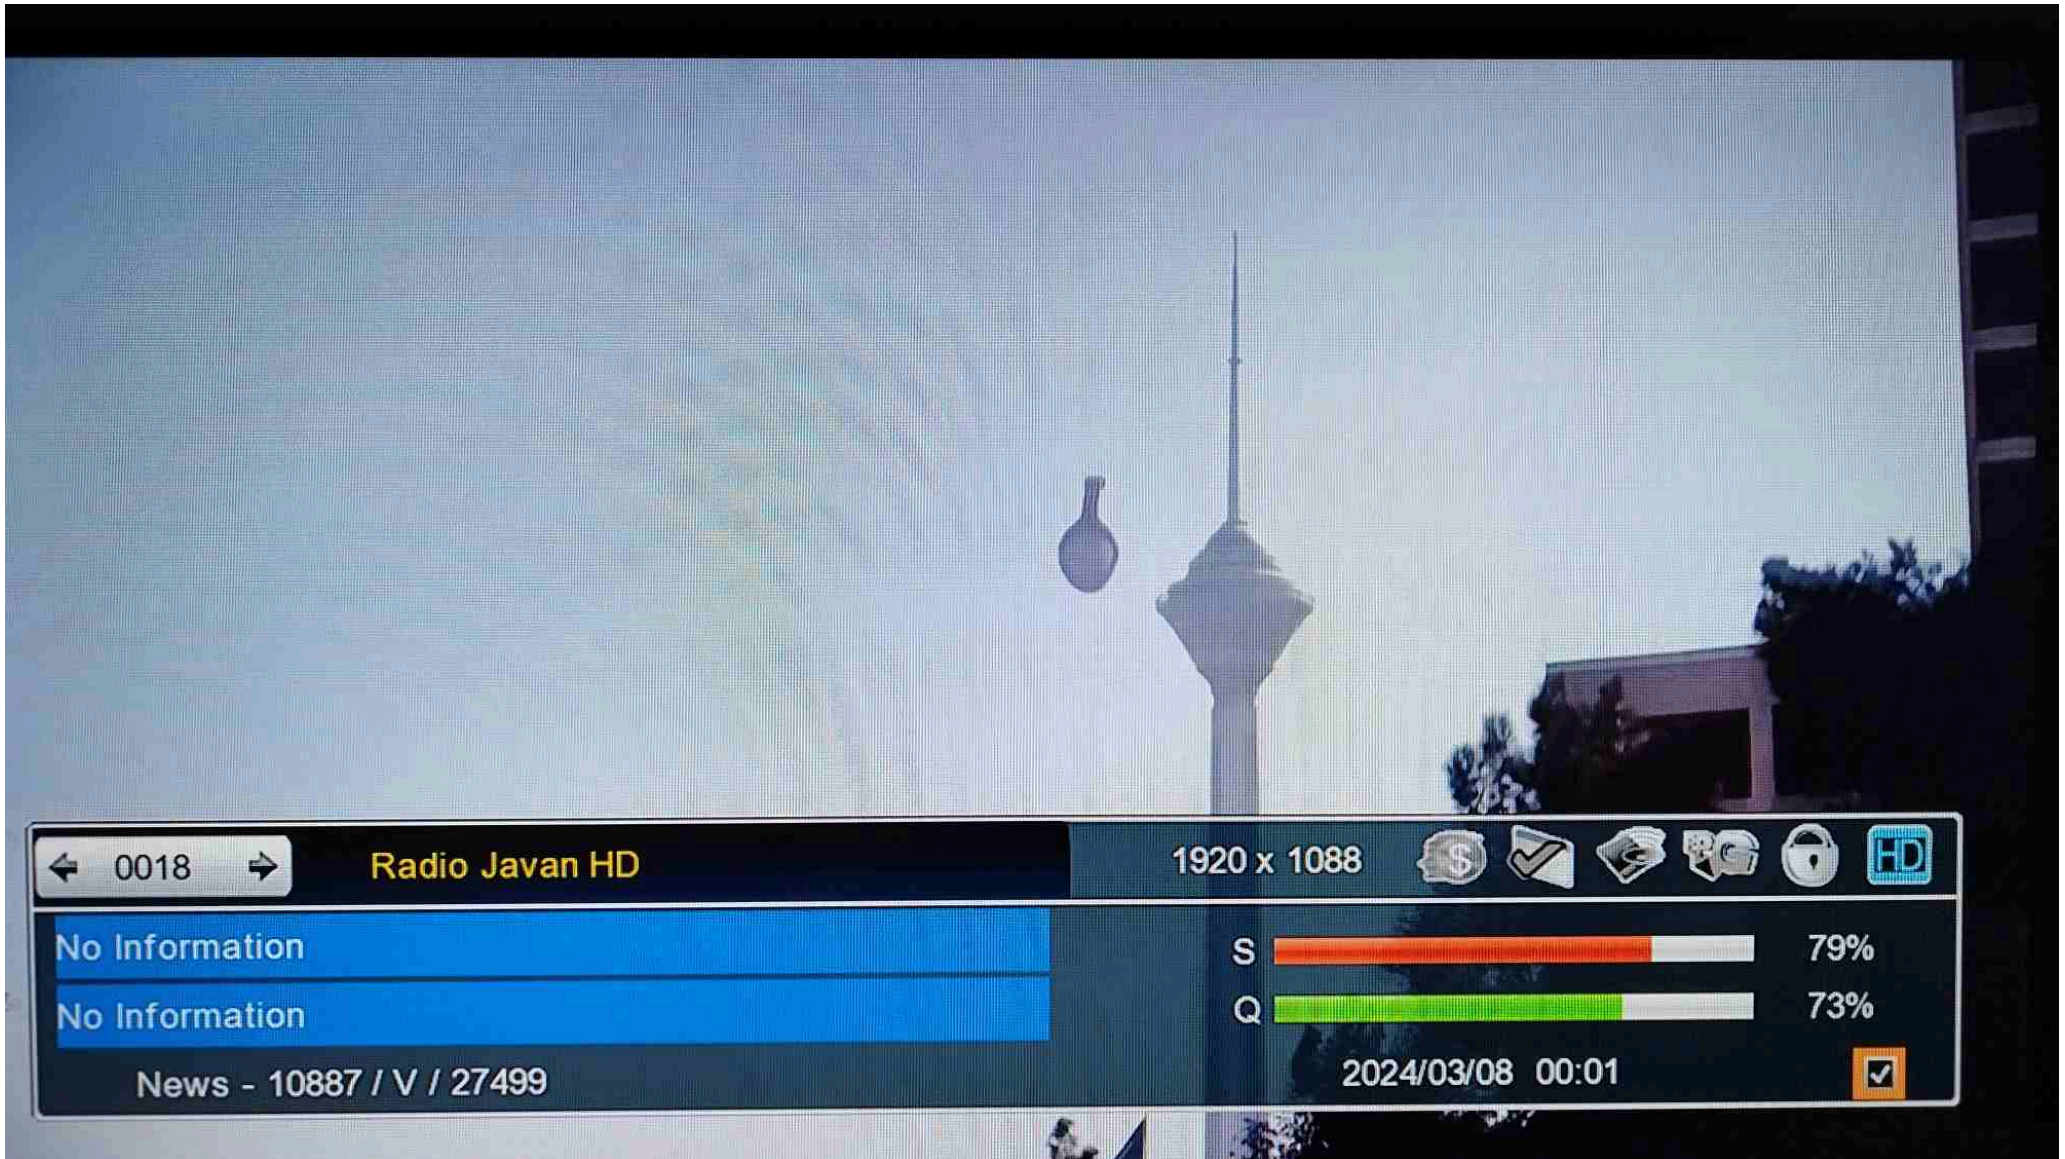 0018
Radio Javan HD
1920 x 1088
$
HD
No Information
No Information
S 79%
Q 73%
News - 10887 / V / 27499
2024/03/08 00:01